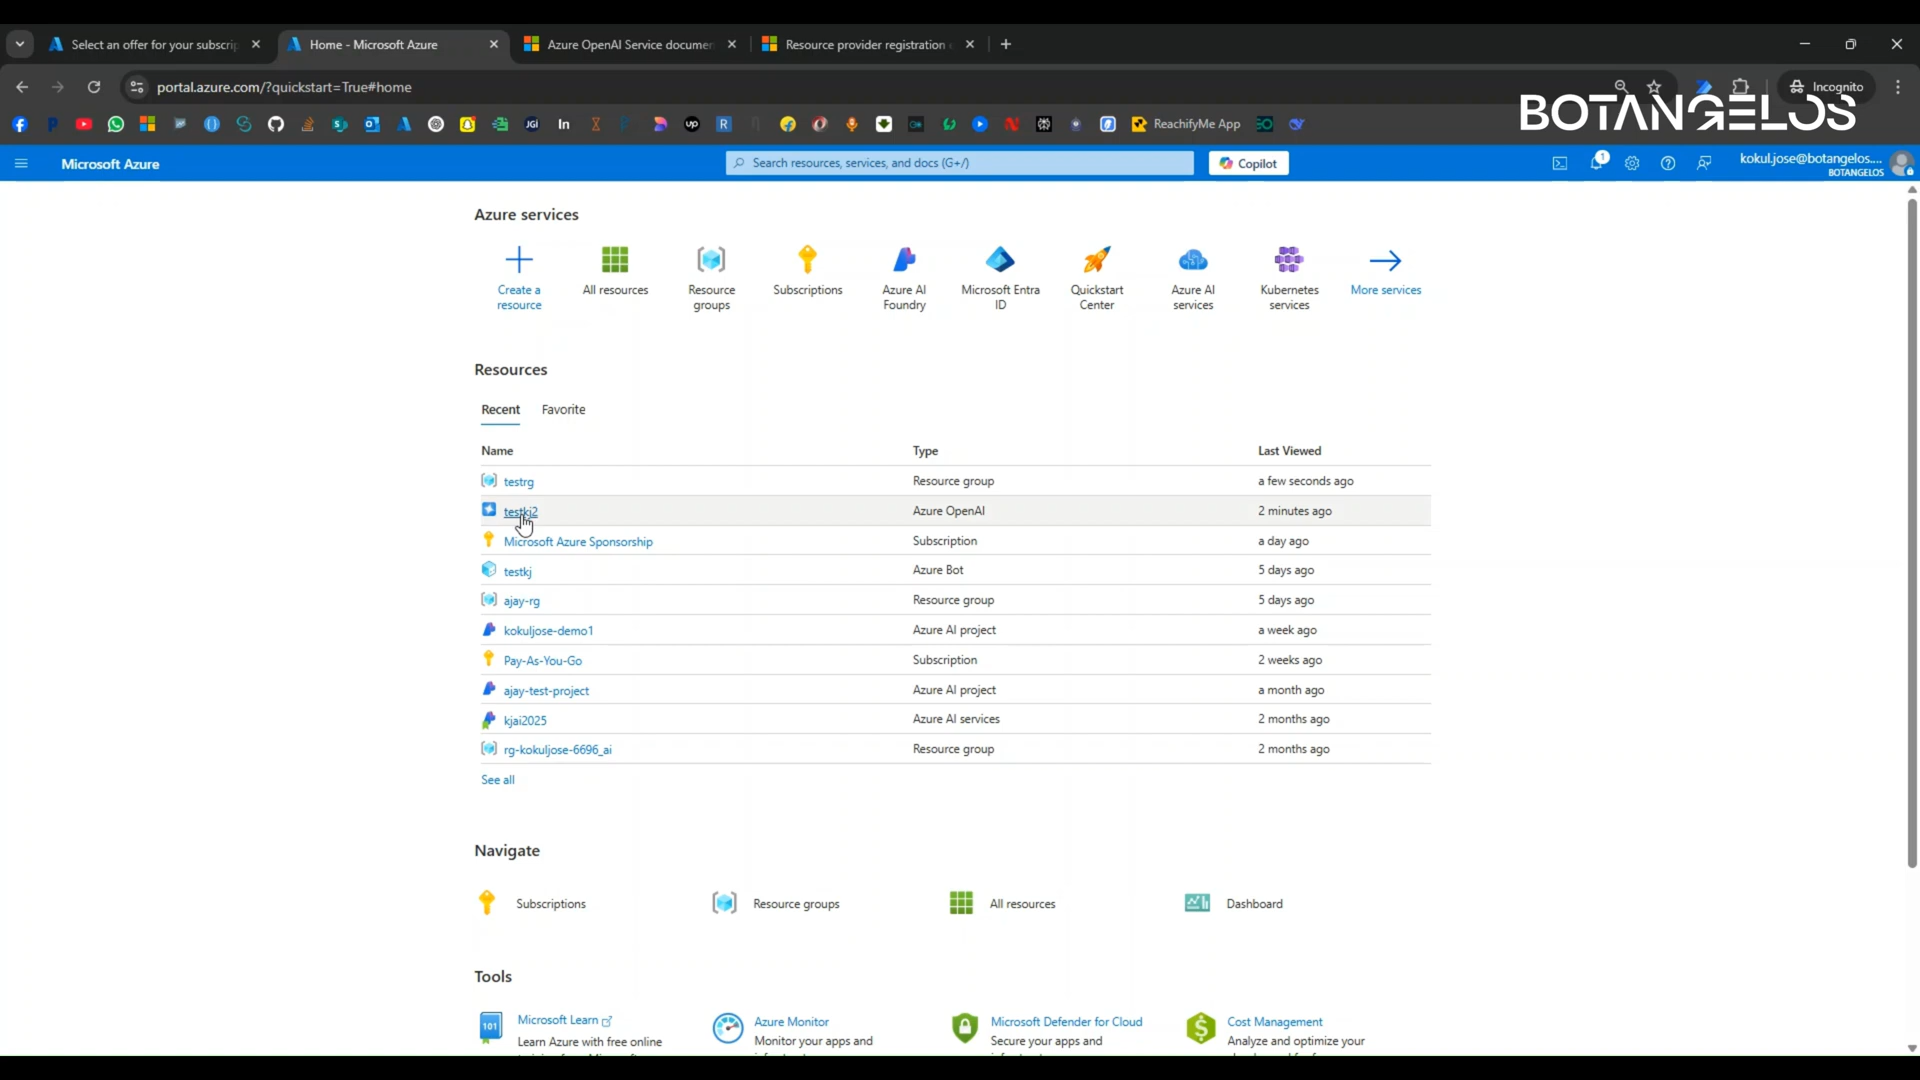 Select an offer for your subscrip
Home - Microsoft Azure
Azure OpenAI Service documen
Resource provider registration
portal.azure.com/?quickstart=True#home
Incognito
BOTANGELOS
ReachifyMe App
Microsoft Azure
Search resources, services, and docs (G+/)
Copilot
1
kokul.jose@botangelos....
BOTANGELOS
Azure services
Create a resource
All resources
Resource groups
Subscriptions
Azure AI Foundry
Microsoft Entra ID
Quickstart Center
Azure AI services
Kubernetes services
More services
Resources
Recent Favorite
Name Type Last Viewed
testrg Resource group a few seconds ago
testkj2 Azure OpenAI 2 minutes ago
Microsoft Azure Sponsorship Subscription a day ago
testkj Azure Bot 5 days ago
ajay-rg Resource group 5 days ago
kokuljose-demo1 Azure AI project a week ago
Pay-As-You-Go Subscription 2 weeks ago
ajay-test-project Azure AI project a month ago
kjai2025 Azure AI services 2 months ago
rg-kokuljose-6696_ai Resource group 2 months ago
See all
Navigate
Subscriptions Resource groups All resources Dashboard
Tools
101
Microsoft Learn
Learn Azure with free online
Azure Monitor
Monitor your apps and
Microsoft Defender for Cloud
Secure your apps and
Cost Management
Analyze and optimize your